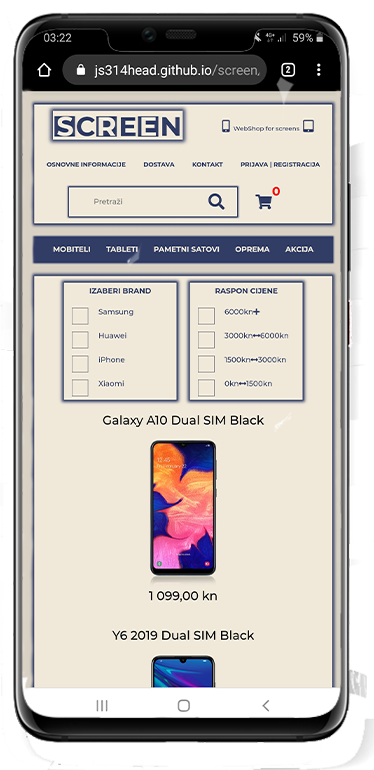 03:22
4G+
59%
js314head.github.io/screen,
2
SCREEN
WebShop for screens
OSNOVNE INFORMACIJE DOSTAVA KONTAKT PRIJAVA | REGISTRACIJA
Pretraži
0
MOBITELI TABLETI PAMETNI SATOVI OPREMA AKCIJA
IZABERI BRAND
Samsung
Huawei
iPhone
Xiaomi
RASPON CIJENE
6000kn+
3000kn↔6000kn
1500kn↔3000kn
0kn↔1500kn
Galaxy A10 Dual SIM Black
1 099,00 kn
Y6 2019 Dual SIM Black